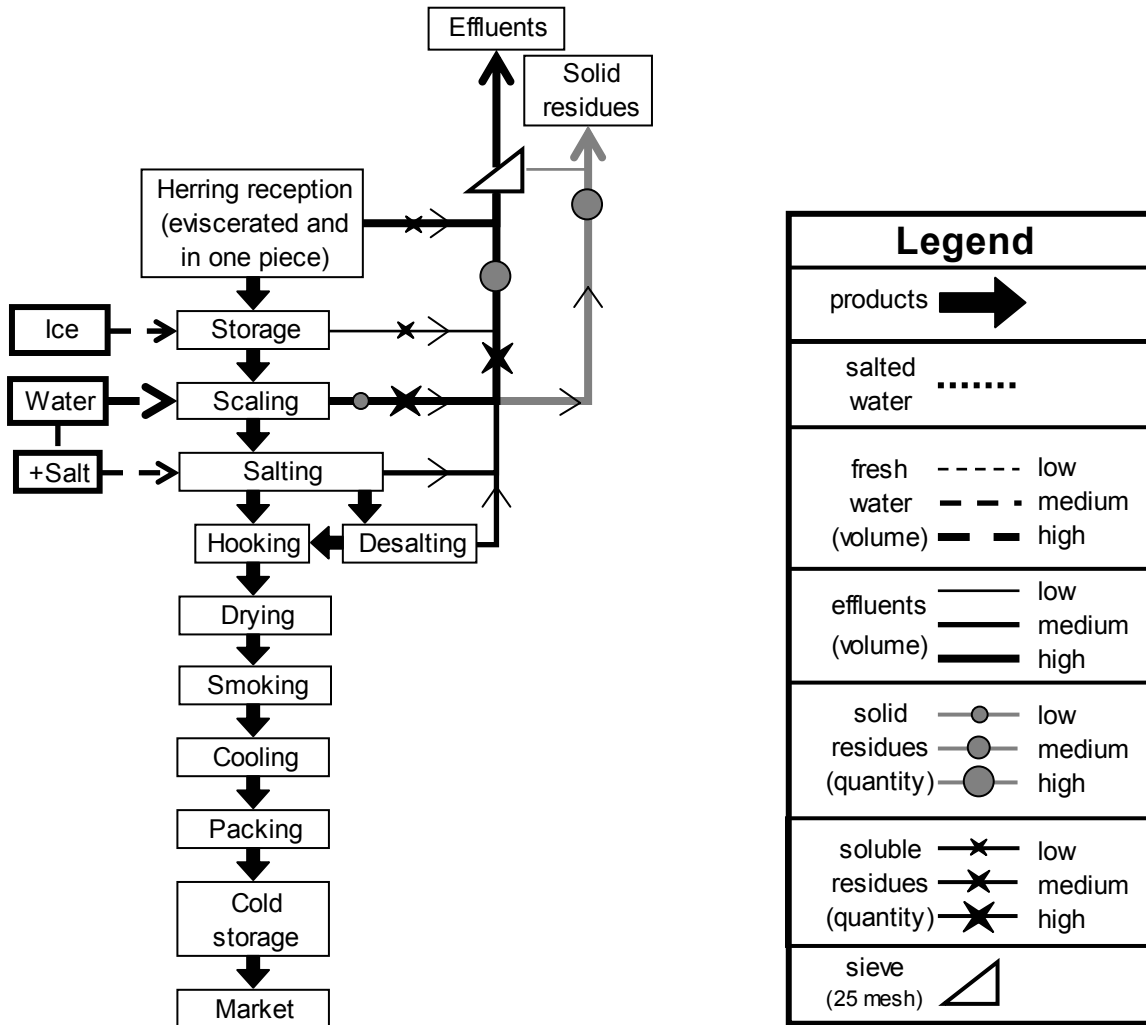 Effluents
Solid
residues
Herring reception
(eviscerated and
in one piece)
Ice
Storage
Water
Scaling
+Salt
Salting
Hooking
Desalting
Drying
Smoking
Cooling
Packing
Cold
storage
Market
Legend
products
salted
water
fresh
water
(volume)
low
medium
high
effluents
(volume)
low
medium
high
solid
residues
(quantity)
low
medium
high
soluble
residues
(quantity)
low
medium
high
sieve
(25 mesh)